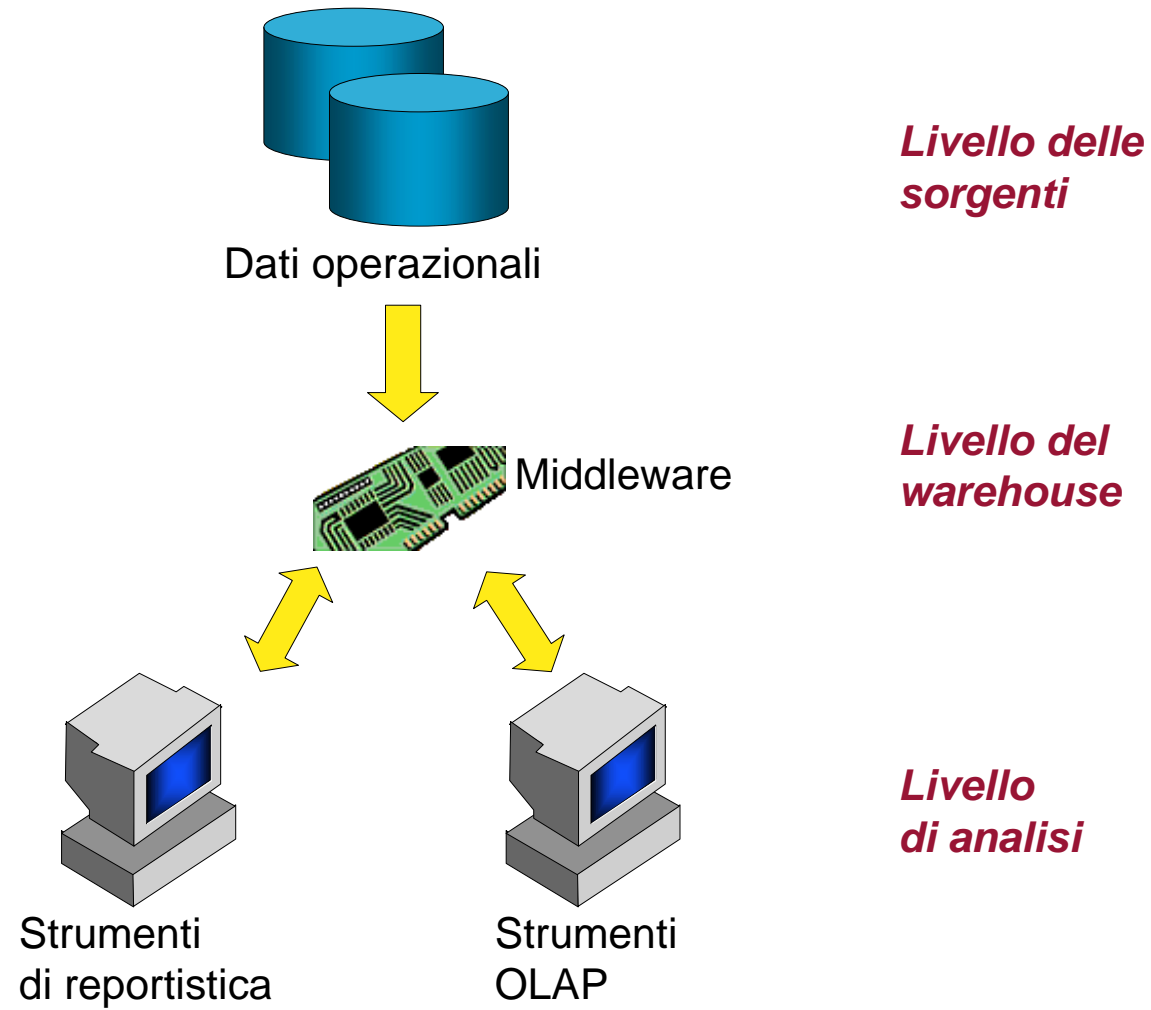 Livello delle
sorgenti
Dati operazionali
Livello del
warehouse
Middleware
Livello
di analisi
Strumenti
di reportistica
Strumenti
OLAP